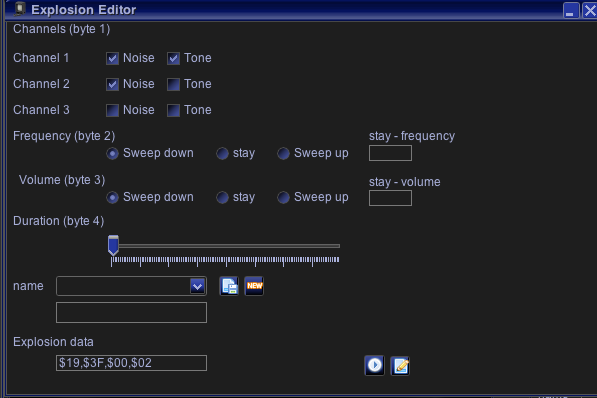 Explosion Editor
Channels (byte 1)
Channel 1 Noise Tone
Channel 2 Noise Tone
Channel 3 Noise Tone
Frequency (byte 2) stay - frequency
Sweep down stay Sweep up
Volume (byte 3) stay - volume
Sweep down stay Sweep up
Duration (byte 4)
name NEW
Explosion data
$19,$3F,$00,$02